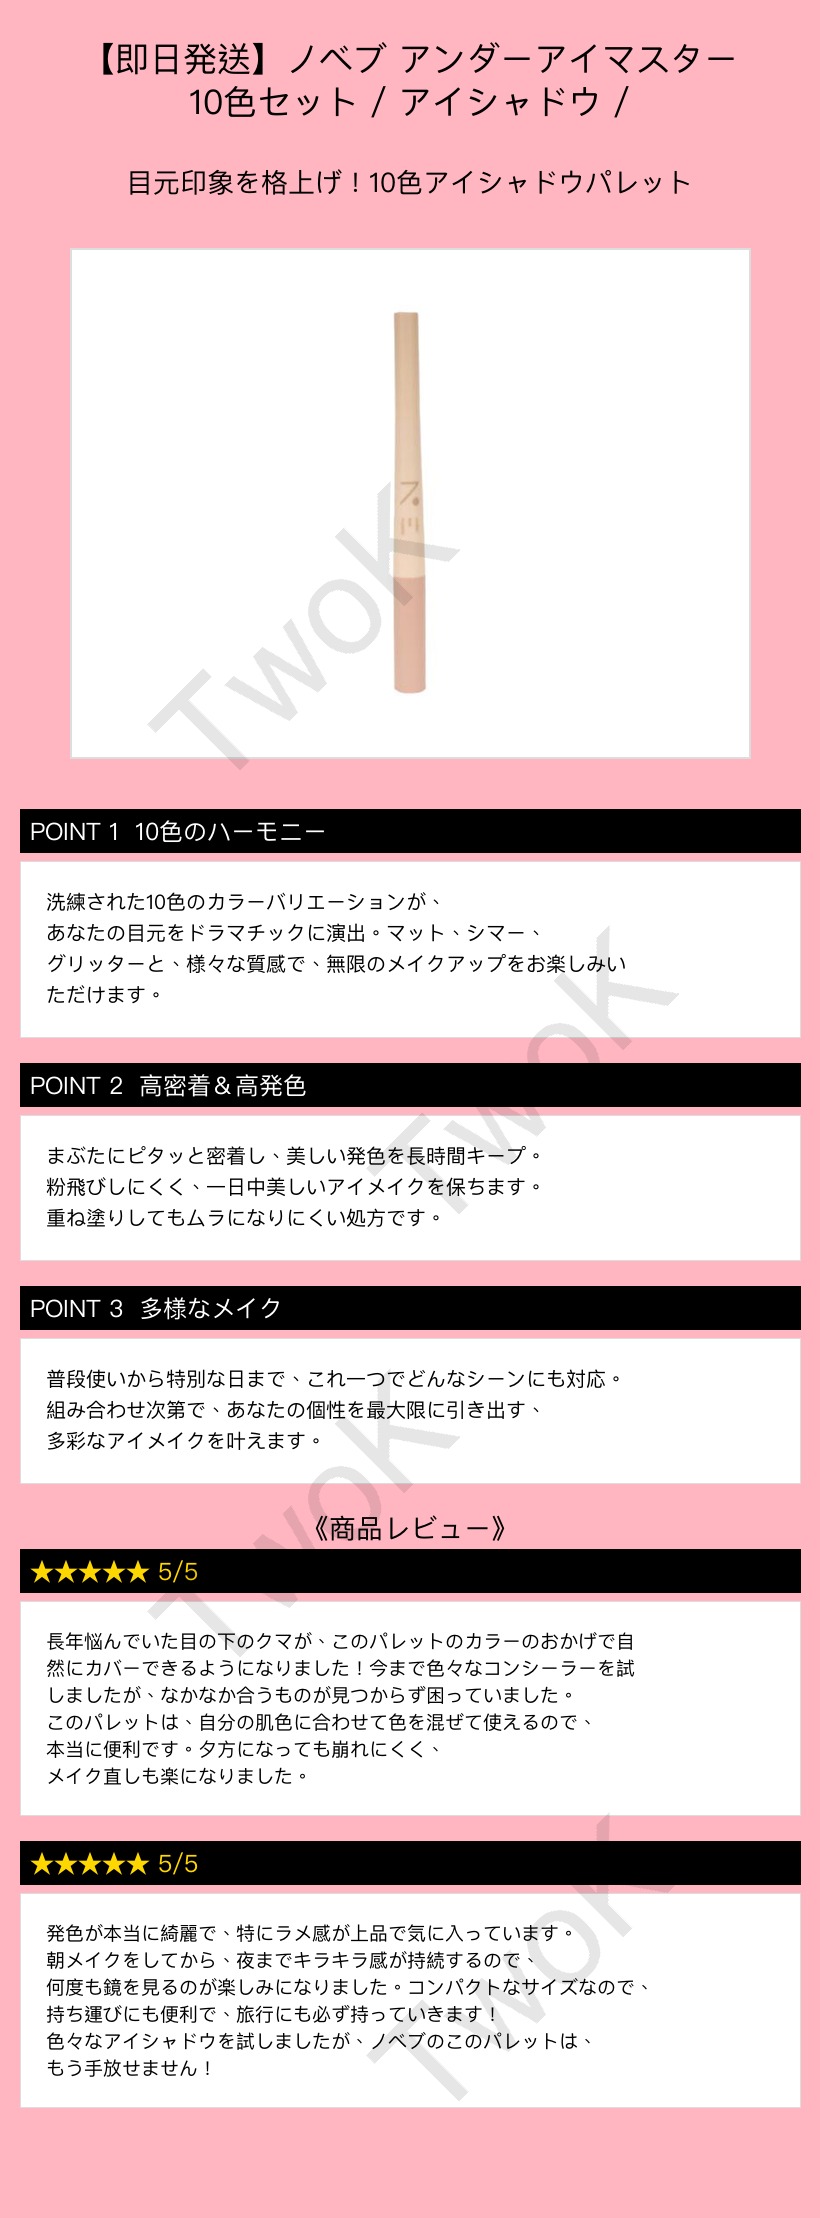 【即日発送】ノベブ アンダーアイマスター
10色セット / アイシャドウ /
目元印象を格上げ！10色アイシャドウパレット
TwoK
POINT 1 10色のハーモニー
洗練された10色のカラーバリエーションが、
あなたの目元をドラマチックに演出。マット、シマー、
グリッターと、様々な質感で、無限のメイクアップをお楽しみい
ただけます。
TwoK
POINT 2 高密着＆高発色
まぶたにピタッと密着し、美しい発色を長時間キープ。
粉飛びしにくく、一日中美しいアイメイクを保ちます。
重ね塗りしてもムラになりにくい処方です。
POINT 3 多様なメイク
普段使いから特別な日まで、これ一つでどんなシーンにも対応。
組み合わせ次第で、あなたの個性を最大限に引き出す、
多彩なアイメイクを叶えます。
TwoK
《商品レビュー》
★★★★★ 5/5
長年悩んでいた目の下のクマが、このパレットのカラーのおかげで自
然にカバーできるようになりました！今まで色々なコンシーラーを試
しましたが、なかなか合うものが見つからず困っていました。
このパレットは、自分の肌色に合わせて色を混ぜて使えるので、
本当に便利です。夕方になっても崩れにくく、
メイク直しも楽になりました。
★★★★★ 5/5
発色が本当に綺麗で、特にラメ感が上品で気に入っています。
朝メイクをしてから、夜までキラキラ感が持続するので、
何度も鏡を見るのが楽しみになりました。コンパクトなサイズなので、
持ち運びにも便利で、旅行にも必ず持っていきます！
色々なアイシャドウを試しましたが、ノベブのこのパレットは、
もう手放せません！
TwoK